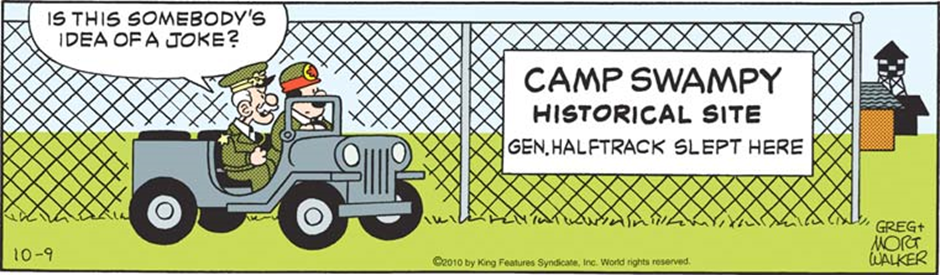 IS THIS SOMEBODY'S
IDEA OF A JOKE?
CAMP SWAMPY
HISTORICAL SITE
GEN. HALFTRACK SLEPT HERE
10-9
©2010 by King Features Syndicate, Inc. World rights reserved.
GREG+
MORT
WALKER